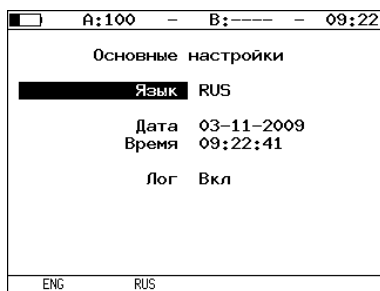 A:100 – B:---- – 09:22
Основные настройки
Язык RUS
Дата 03-11-2009
Время 09:22:41
Лог Вкл
ENG RUS